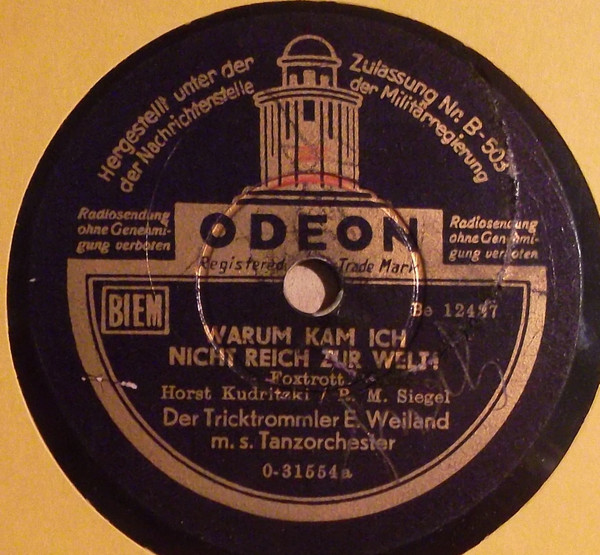 Hergestellt unter der
der Nachrichtenstelle
Zulassung Nr. B-505
der Militärregierung
Radiosendung
ohne Genehmi-
gung verboten
Radiosendung
ohne Genehmi-
gung verboten
ODEON
Registered Trade Mark
BIEM
Be 12447
WARUM KAM ICH
NICHT REICH ZUR WELT?
Foxtrott
Horst Kudritzki / R. M. Siegel
Der Tricktrommler E. Weiland
m. s. Tanzorchester
O-31554a